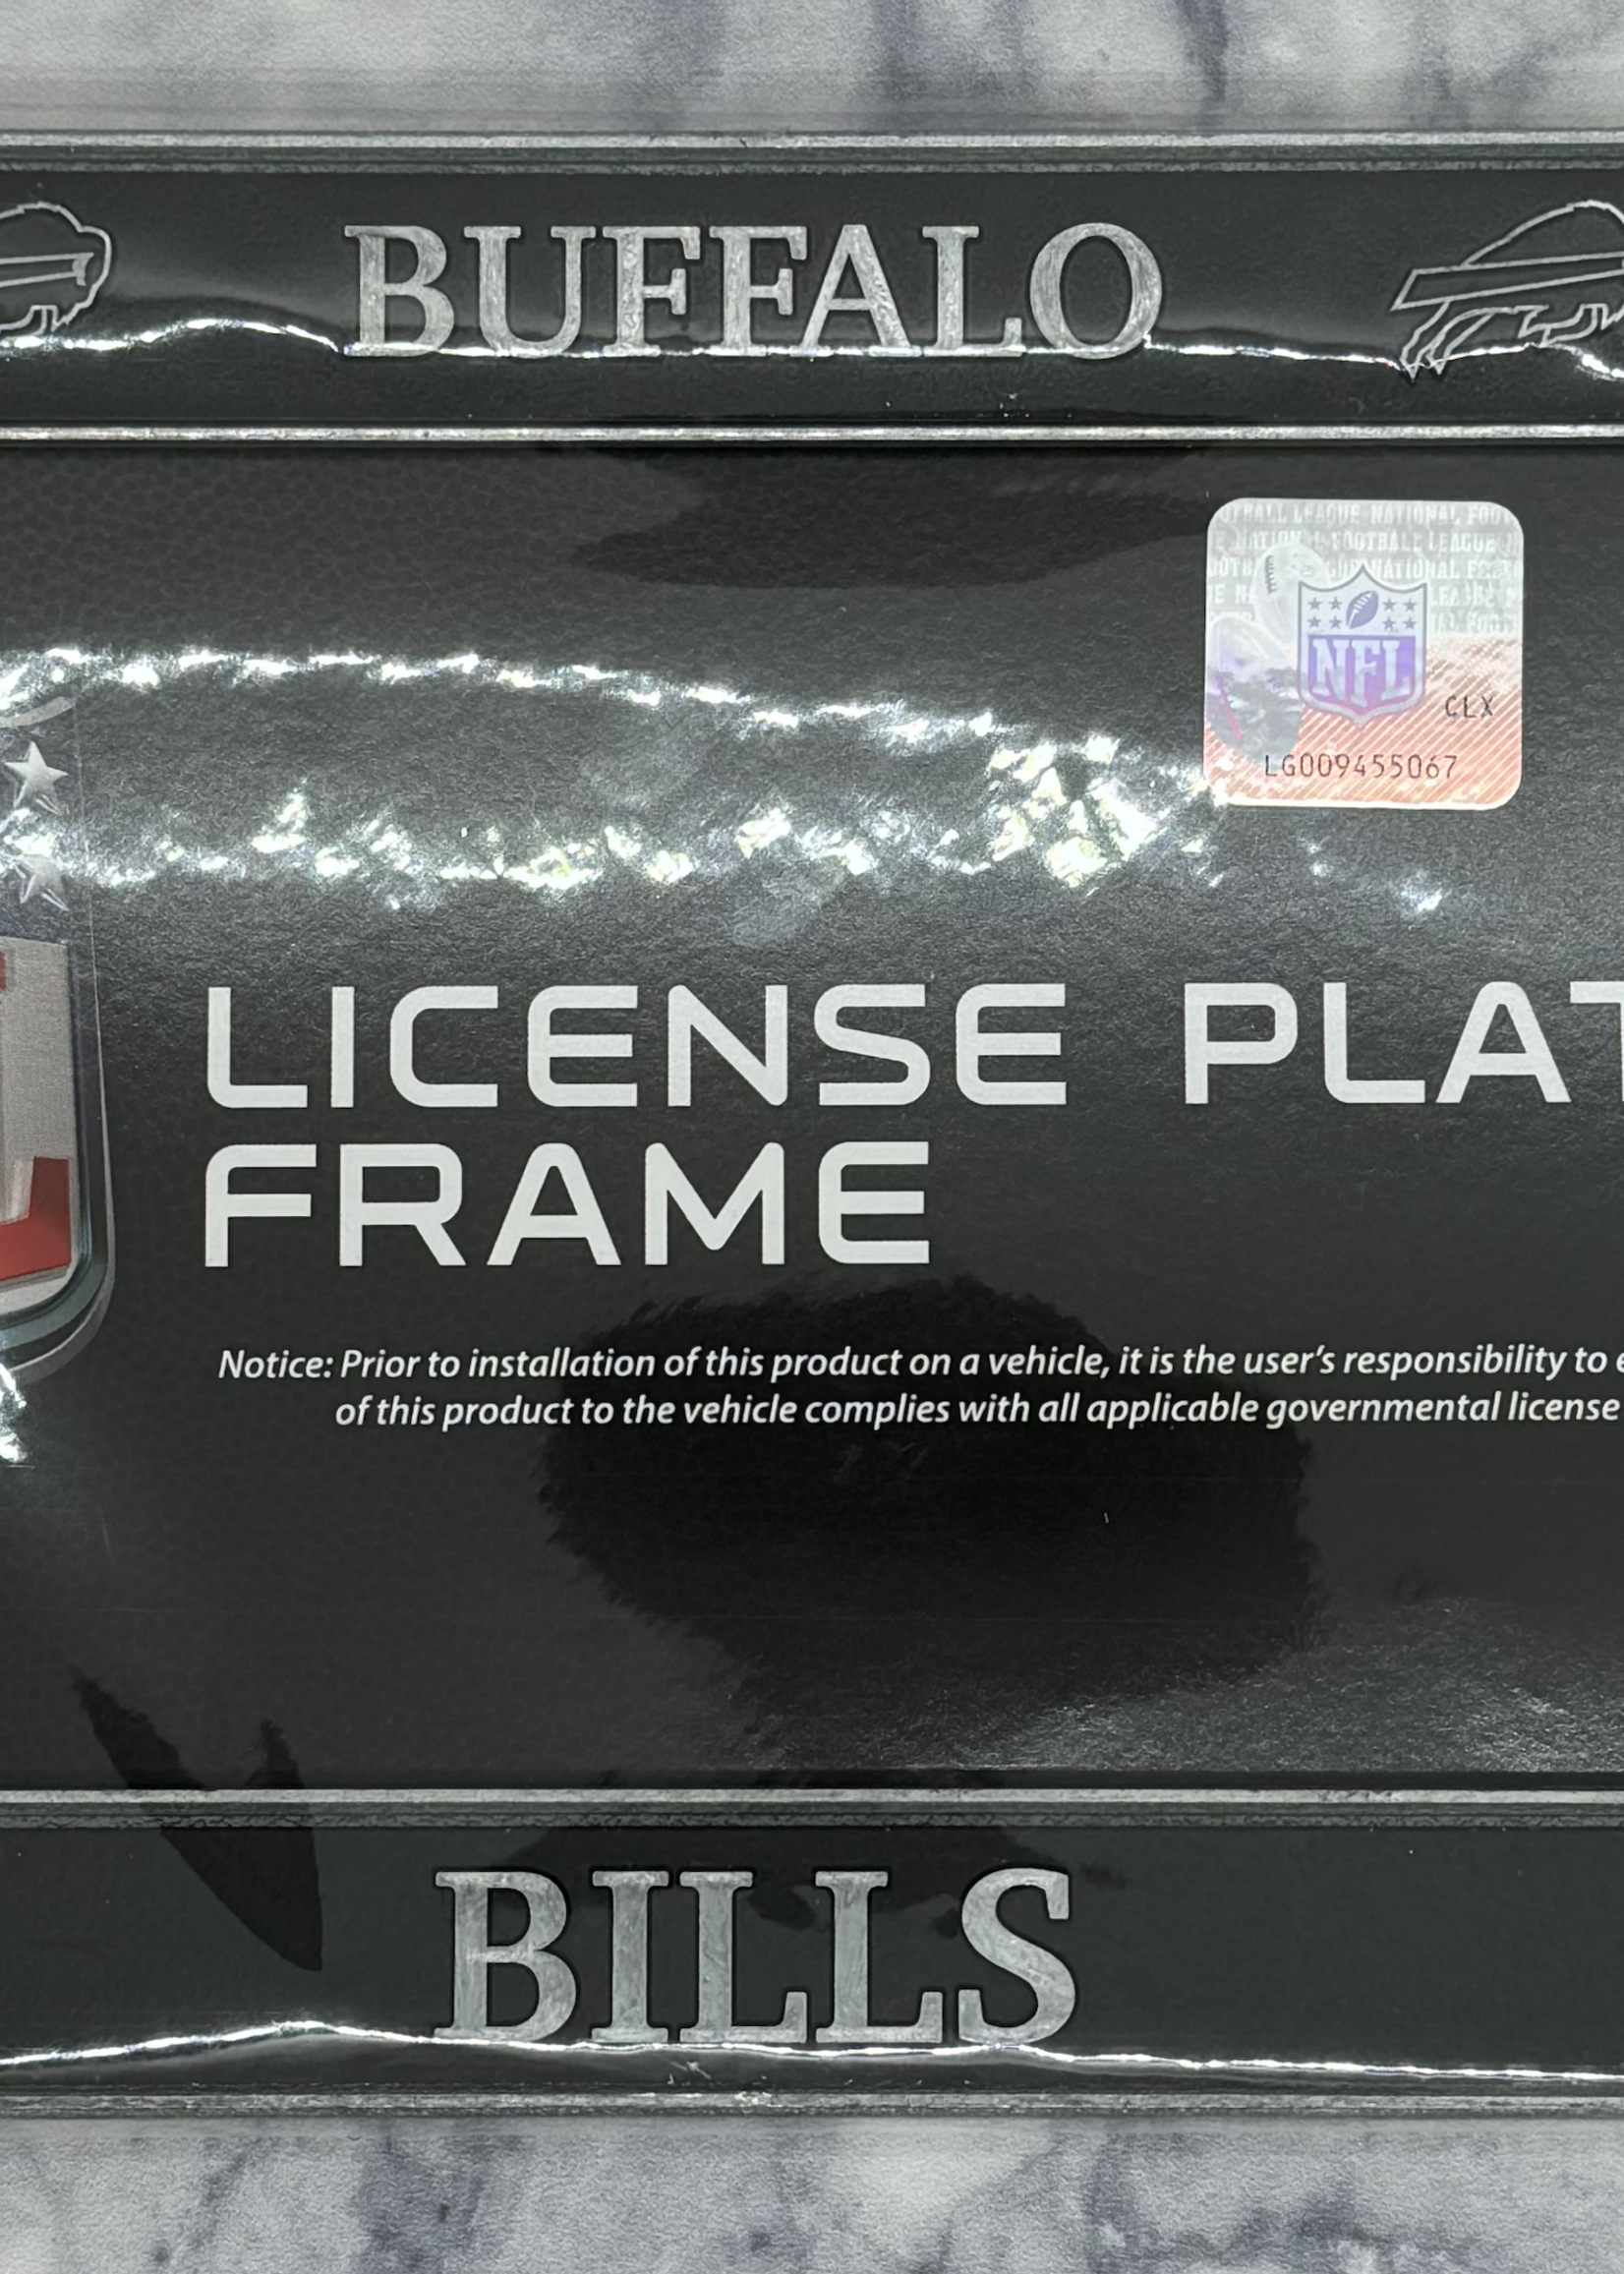 BUFFALO
NFL
CLX
LG009455067
LICENSE PLAT
FRAME
Notice: Prior to installation of this product on a vehicle, it is the user's responsibility to
of this product to the vehicle complies with all applicable governmental license
BILLS